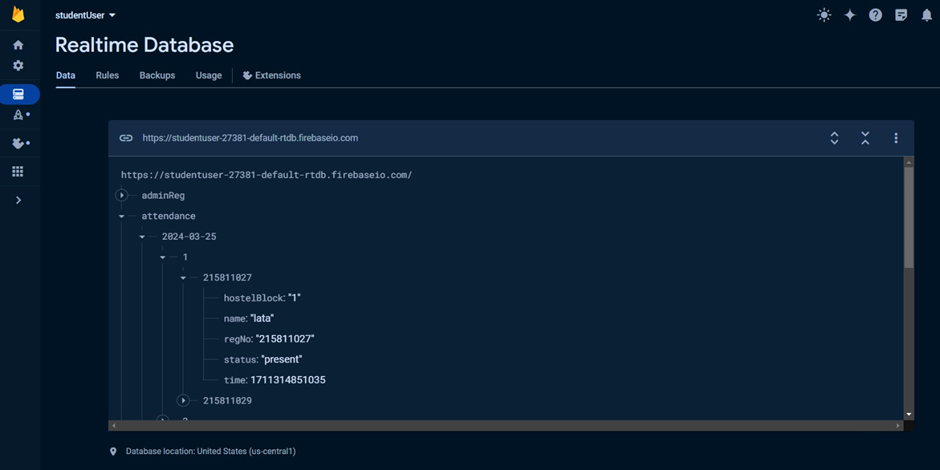 studentUser
Realtime Database
Data Rules Backups Usage Extensions
https://studentuser-27381-default-rtdb.firebaseio.com
https://studentuser-27381-default-rtdb.firebaseio.com/
adminReg
attendance
2024-03-25
1
215811027
hostelBlock: "1"
name: "lata"
regNo: "215811027"
status: "present"
time: 1711314851035
215811029
Database location: United States (us-central1)